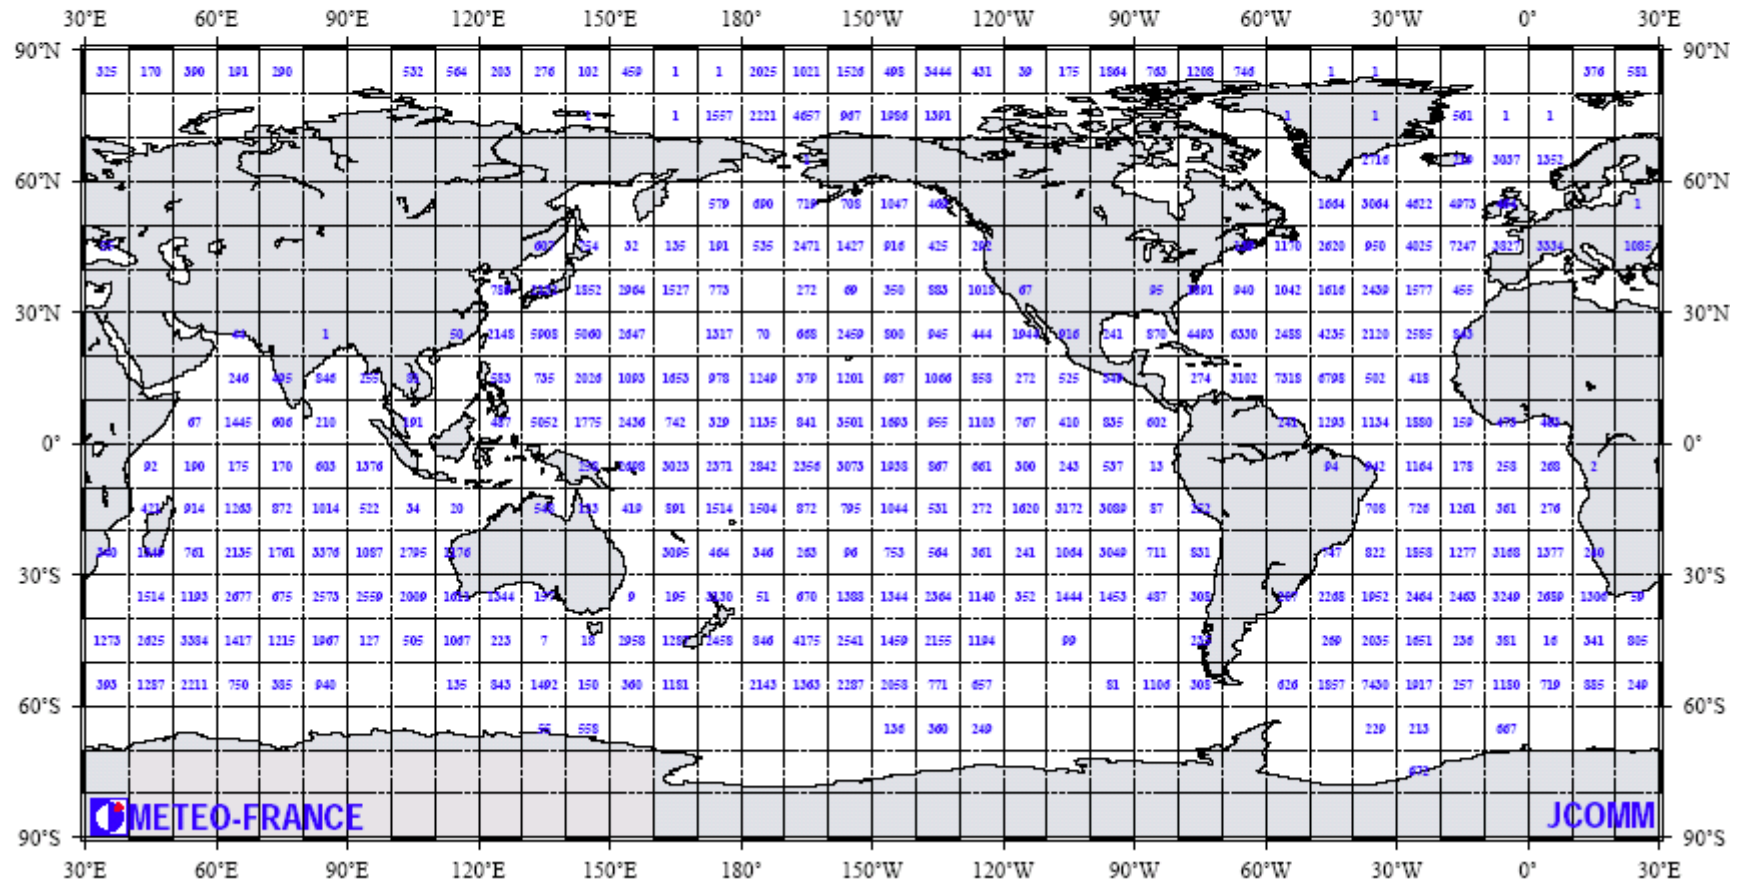 30°E 60°E 90°E 120°E 150°E 180° 150°W 120°W 90°W 60°W 30°W 0° 30°E
90°N 90°N
325 170 390 191 290 532 564 203 276 102 459 1 1 2025 1021 1526 498 3444 431 39 175 1864 763 1208 746 1 1 376 581
1 1557 2221 4657 967 1986 1391 1 1 561 1 1
2716 3037 1352
60°N 60°N
579 690 708 1047 1664 3064 4622 4973 1
32 135 191 535 2471 1427 916 425 1170 2620 950 4025 7247 3827 3334 1085
1852 2964 1527 773 272 69 350 883 1018 67 95 940 1042 1616 2439 1577 455
30°N 30°N
1 50 2148 5908 5060 2647 1317 70 668 2459 800 945 444 1944 916 241 870 4493 6330 2488 4235 2120 2585 843
246 846 583 735 2026 1093 1653 978 1249 379 1201 987 1066 858 272 525 274 3102 7318 6798 502 418
67 1445 606 210 191 487 5052 1775 2436 742 329 1135 841 3501 1693 955 1103 767 410 835 602 1293 1134 1880 159
0° 0°
92 190 175 170 603 1376 3023 2371 2842 2356 3073 1938 867 661 300 243 537 13 94 942 1164 178 258 268 2
914 1263 872 1014 522 34 20 419 891 1514 1504 872 795 1044 531 272 1620 3172 3089 87 708 726 1261 361 276
761 2135 1761 3376 1087 2795 3095 464 346 263 96 753 564 361 241 1064 3049 711 831 822 1858 1277 3168 1377
30°S 30°S
1514 1193 2677 675 2573 2559 2009 1344 9 195 51 670 1388 1344 2364 1140 352 1444 1453 487 2268 1952 2464 2463 3249 2689 1306
1273 2625 3384 1417 1215 1967 127 505 1067 223 7 18 2958 2458 846 4175 2541 1459 2155 1194 99 269 2035 1651 236 381 16 341 805
393 1287 2211 750 385 940 135 843 1492 150 360 1181 2143 1363 2287 2058 771 657 81 1106 308 626 1857 7430 1917 257 1180 719 885 249
60°S 60°S
558 136 360 249 229 213 667
672
METEO-FRANCE JCOMM
90°S 90°S
30°E 60°E 90°E 120°E 150°E 180° 150°W 120°W 90°W 60°W 30°W 0° 30°E